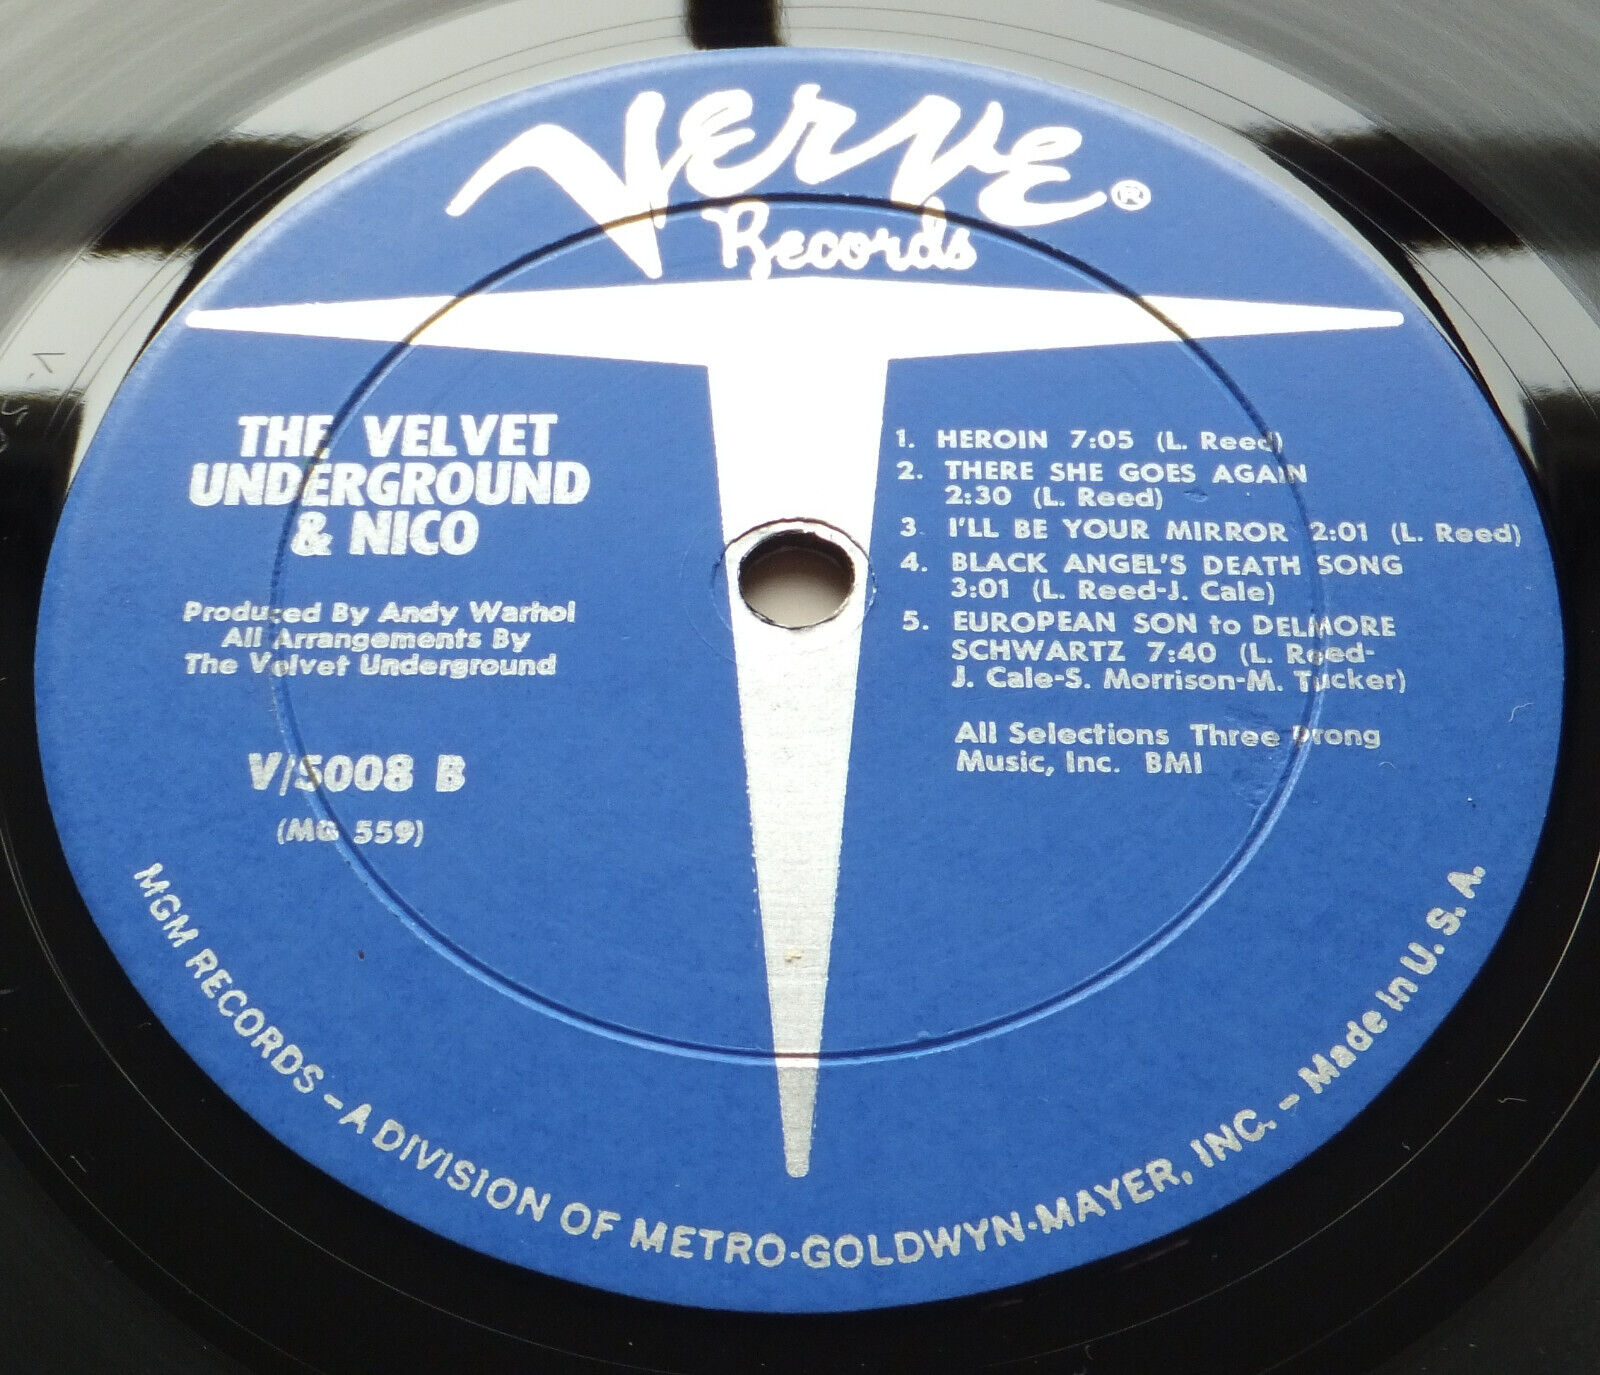 Verve®
Records
THE VELVET
UNDERGROUND
& NICO
Produced By Andy Warhol
All Arrangements By
The Velvet Underground
V/5008 B
(MG 559)
1. HEROIN 7:05 (L. Reed)
2. THERE SHE GOES AGAIN
2:30 (L. Reed)
3 I'LL BE YOUR MIRROR 2:01 (L. Reed)
4. BLACK ANGEL'S DEATH SONG
3:01 (L. Reed-J. Cale)
5. EUROPEAN SON to DELMORE
SCHWARTZ 7:40 (L. Reed-
J. Cale-S. Morrison-M. Tucker)
All Selections Three Prong
Music, Inc. BMI
MGM RECORDS – A DIVISION OF METRO-GOLDWYN-MAYER, INC. – Made in U. S. A.